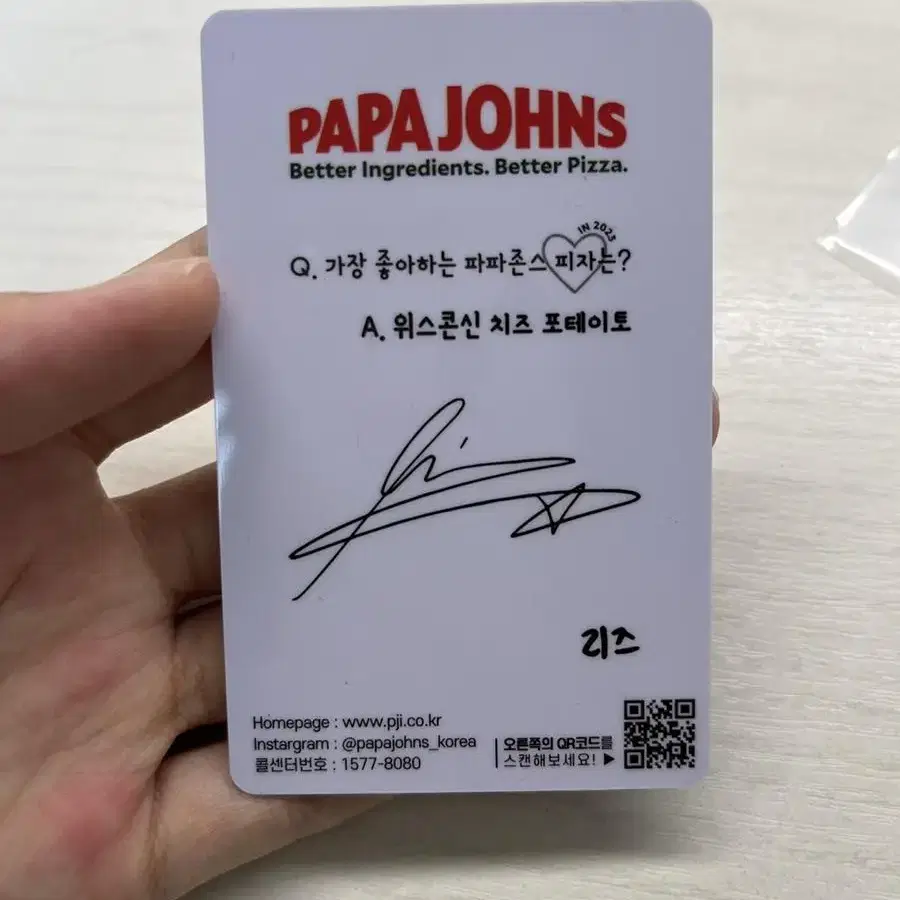 PAPA JOHNS
Better Ingredients. Better Pizza.
IN 2023
Q. 가장 좋아하는 파파존스 피자는?
A. 위스콘신 치즈 포테이토
리즈
Homepage : www.pji.co.kr
Instargram : @papajohns_korea
콜센터번호 : 1577-8080
오른쪽의 QR코드를
스캔해보세요! ▶